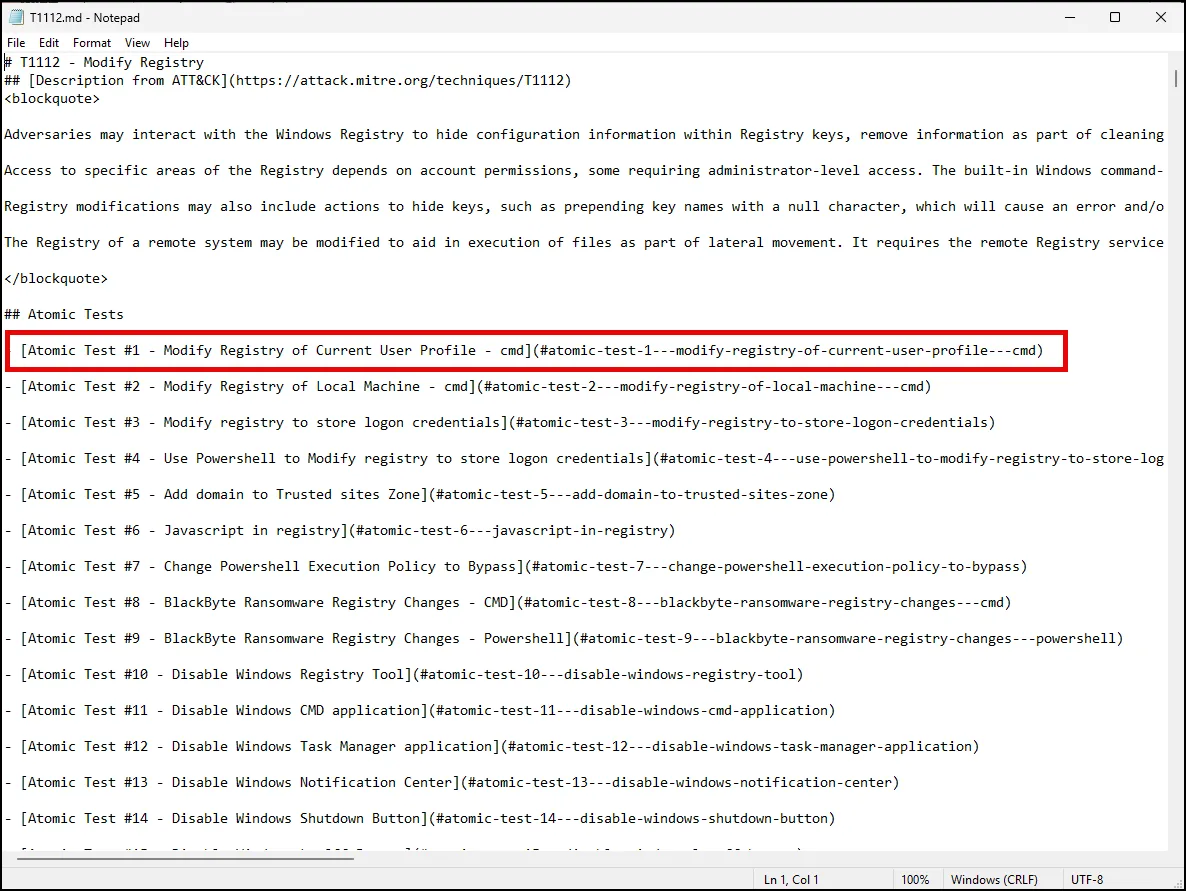 T1112.md - Notepad
File Edit Format View Help
# T1112 - Modify Registry
## [Description from ATT&CK](https://attack.mitre.org/techniques/T1112)
<blockquote>
Adversaries may interact with the Windows Registry to hide configuration information within Registry keys, remove information as part of cleaning
Access to specific areas of the Registry depends on account permissions, some requiring administrator-level access. The built-in Windows command-
Registry modifications may also include actions to hide keys, such as prepending key names with a null character, which will cause an error and/o
The Registry of a remote system may be modified to aid in execution of files as part of lateral movement. It requires the remote Registry service
</blockquote>
## Atomic Tests
[Atomic Test #1 - Modify Registry of Current User Profile - cmd](#atomic-test-1---modify-registry-of-current-user-profile---cmd)
- [Atomic Test #2 - Modify Registry of Local Machine - cmd](#atomic-test-2---modify-registry-of-local-machine---cmd)
- [Atomic Test #3 - Modify registry to store logon credentials](#atomic-test-3---modify-registry-to-store-logon-credentials)
- [Atomic Test #4 - Use Powershell to Modify registry to store logon credentials](#atomic-test-4---use-powershell-to-modify-registry-to-store-log
- [Atomic Test #5 - Add domain to Trusted sites Zone](#atomic-test-5---add-domain-to-trusted-sites-zone)
- [Atomic Test #6 - Javascript in registry](#atomic-test-6---javascript-in-registry)
- [Atomic Test #7 - Change Powershell Execution Policy to Bypass](#atomic-test-7---change-powershell-execution-policy-to-bypass)
- [Atomic Test #8 - BlackByte Ransomware Registry Changes - CMD](#atomic-test-8---blackbyte-ransomware-registry-changes---cmd)
- [Atomic Test #9 - BlackByte Ransomware Registry Changes - Powershell](#atomic-test-9---blackbyte-ransomware-registry-changes---powershell)
- [Atomic Test #10 - Disable Windows Registry Tool](#atomic-test-10---disable-windows-registry-tool)
- [Atomic Test #11 - Disable Windows CMD application](#atomic-test-11---disable-windows-cmd-application)
- [Atomic Test #12 - Disable Windows Task Manager application](#atomic-test-12---disable-windows-task-manager-application)
- [Atomic Test #13 - Disable Windows Notification Center](#atomic-test-13---disable-windows-notification-center)
- [Atomic Test #14 - Disable Windows Shutdown Button](#atomic-test-14---disable-windows-shutdown-button)
Ln 1, Col 1 100% Windows (CRLF) UTF-8